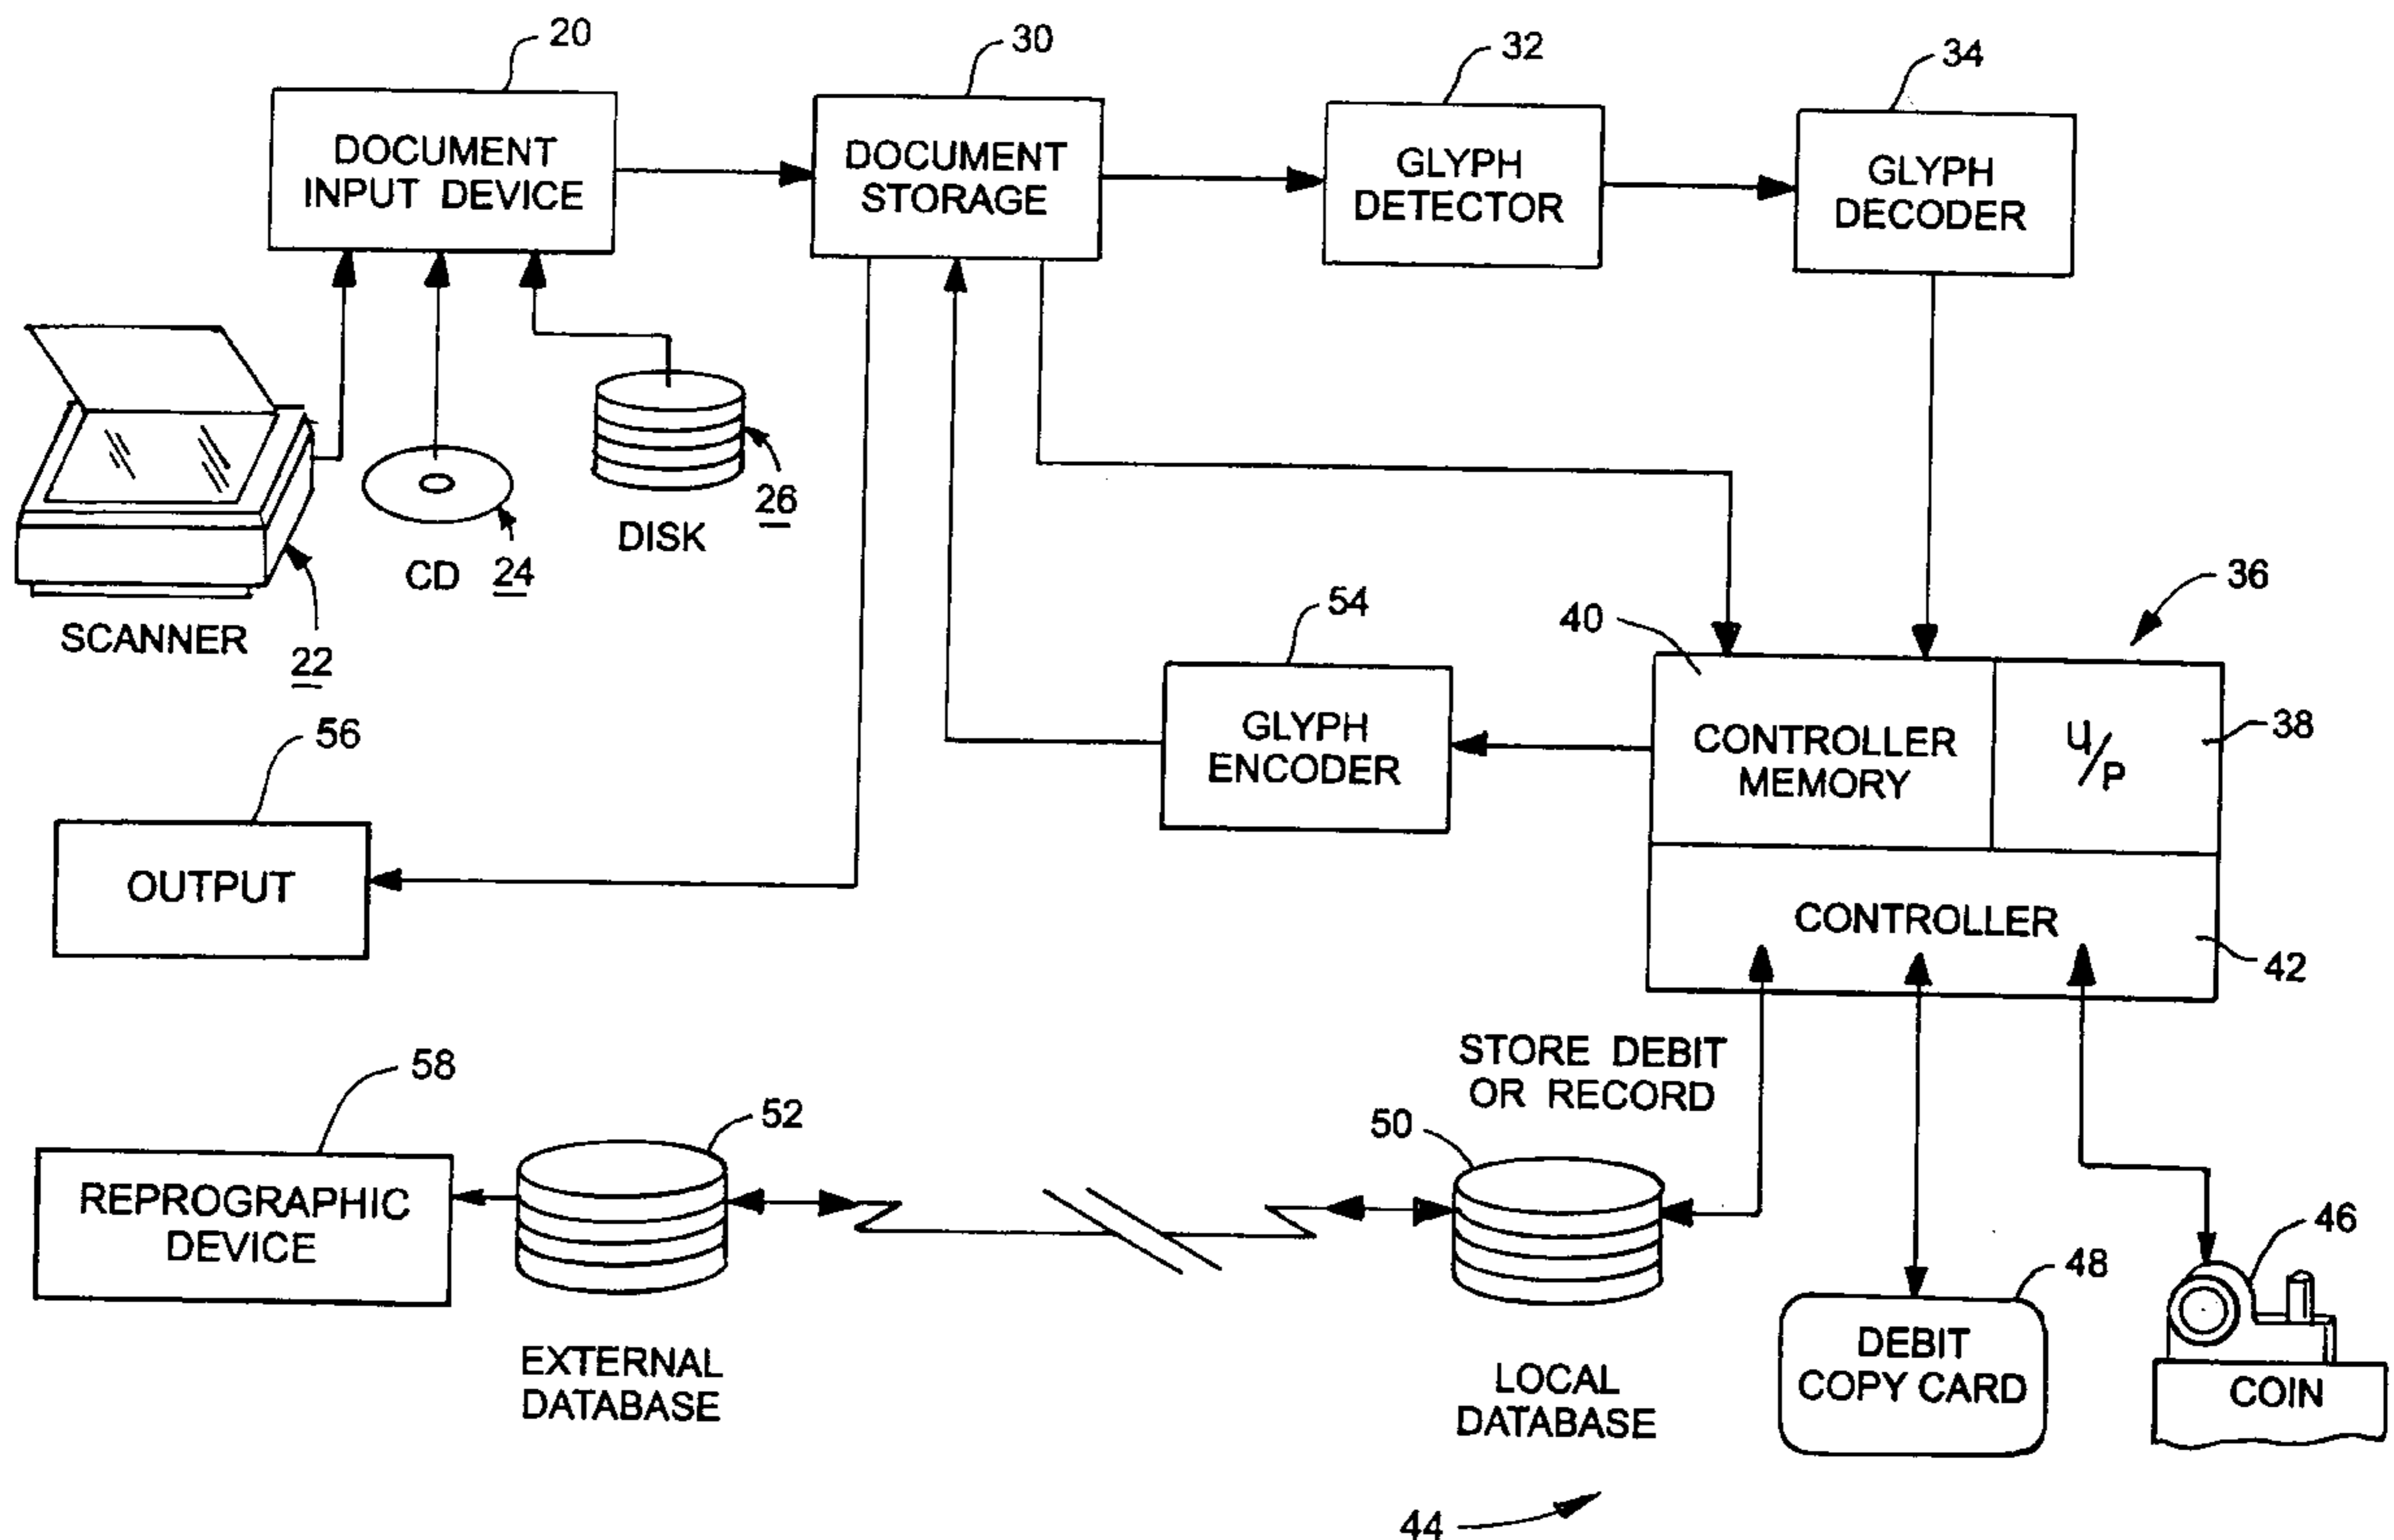 20
30
32
34
DOCUMENT
INPUT DEVICE
DOCUMENT
STORAGE
GLYPH
DETECTOR
GLYPH
DECODER
SCANNER
22
CD
24
DISK
26
36
40
54
GLYPH
ENCODER
CONTROLLER
MEMORY
U/P
38
56
OUTPUT
CONTROLLER
42
STORE DEBIT
OR RECORD
58
REPROGRAPHIC
DEVICE
52
50
46
48
EXTERNAL
DATABASE
LOCAL
DATABASE
DEBIT
COPY CARD
COIN
44